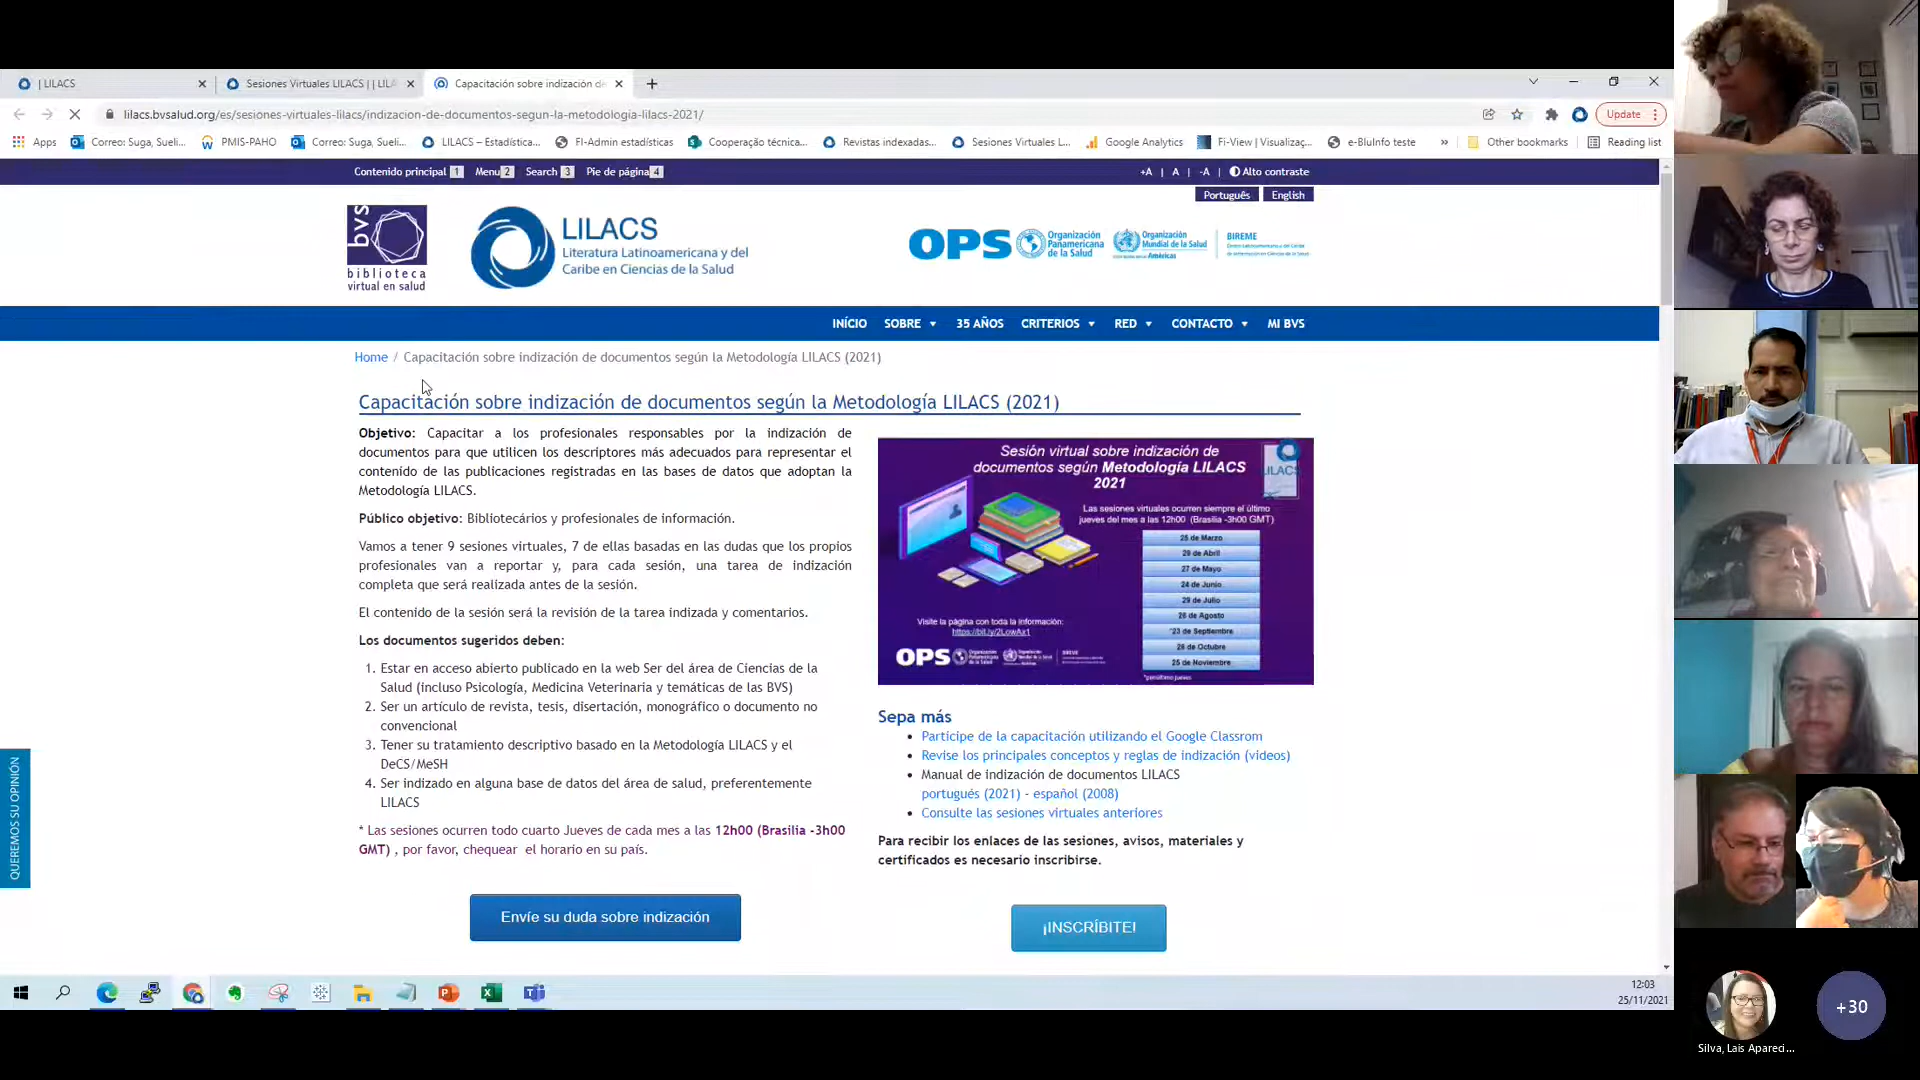 | LILACS
Sesiones Virtuales LILACS | | LILA
Capacitación sobre indización de
lilacs.bvsalud.org/es/sesiones-virtuales-lilacs/indizacion-de-documentos-segun-la-metodologia-lilacs-2021/
Update
Apps
Correo: Suga, Sueli...
PMIS-PAHO
Correo: Suga, Sueli...
LILACS – Estadística...
FI-Admin estadísticas
Cooperação técnica...
Revistas indexadas...
Sesiones Virtuales L...
Google Analytics
Fi-View | Visualizaç...
e-BluInfo teste
»
Other bookmarks
Reading list
Contenido principal 1 Menu 2 Search 3 Pie de página 4
+A | A | -A | Alto contraste
Português English
bvs
biblioteca
virtual en salud
LILACS
Literatura Latinoamericana y del
Caribe en Ciencias de la Salud
OPS
Organización
Panamericana
de la Salud
Organización
Mundial de la Salud
Américas
BIREME
INÍCIO SOBRE 35 AÑOS CRITERIOS RED CONTACTO MI BVS
Home / Capacitación sobre indización de documentos según la Metodología LILACS (2021)
Capacitación sobre indización de documentos según la Metodología LILACS (2021)
Objetivo: Capacitar a los profesionales responsables por la indización de
documentos para que utilicen los descriptores más adecuados para representar el
contenido de las publicaciones registradas en las bases de datos que adoptan la
Metodología LILACS.
Público objetivo: Bibliotecários y profesionales de información.
Vamos a tener 9 sesiones virtuales, 7 de ellas basadas en las dudas que los propios
profesionales van a reportar y, para cada sesión, una tarea de indización
completa que será realizada antes de la sesión.
El contenido de la sesión será la revisión de la tarea indizada y comentarios.
Los documentos sugeridos deben:
1. Estar en acceso abierto publicado en la web Ser del área de Ciencias de la
Salud (incluso Psicología, Medicina Veterinaria y temáticas de las BVS)
2. Ser un artículo de revista, tesis, disertación, monográfico o documento no
convencional
3. Tener su tratamiento descriptivo basado en la Metodología LILACS y el
DeCS/MeSH
4. Ser indizado en alguna base de datos del área de salud, preferentemente
LILACS
* Las sesiones ocurren todo cuarto Jueves de cada mes a las 12h00 (Brasilia -3h00
GMT) , por favor, chequear el horario en su país.
Envíe su duda sobre indización
Sesión virtual sobre indización de
documentos según Metodología LILACS
2021
LILACS
Las sesiones virtuales ocurren siempre el último
jueves del mes a las 12h00 (Brasilia -3h00 GMT)
25 de Marzo
29 de Abril
27 de Mayo
24 de Junio
29 de Julio
26 de Agosto
*23 de Septiembre
28 de Octubre
25 de Noviembre
*penúltimo jueves
Visite la página con toda la información:
https://bit.ly/2LowAx1
OPS
Sepa más
Participe de la capacitación utilizando el Google Classrom
Revise los principales conceptos y reglas de indización (videos)
Manual de indización de documentos LILACS
portugués (2021) - español (2008)
Consulte las sesiones virtuales anteriores
Para recibir los enlaces de las sesiones, avisos, materiales y
certificados es necesario inscribirse.
¡INSCRÍBITE!
QUEREMOS SU OPINIÓN
12:03
25/11/2021
+30
Silva, Lais Apareci...